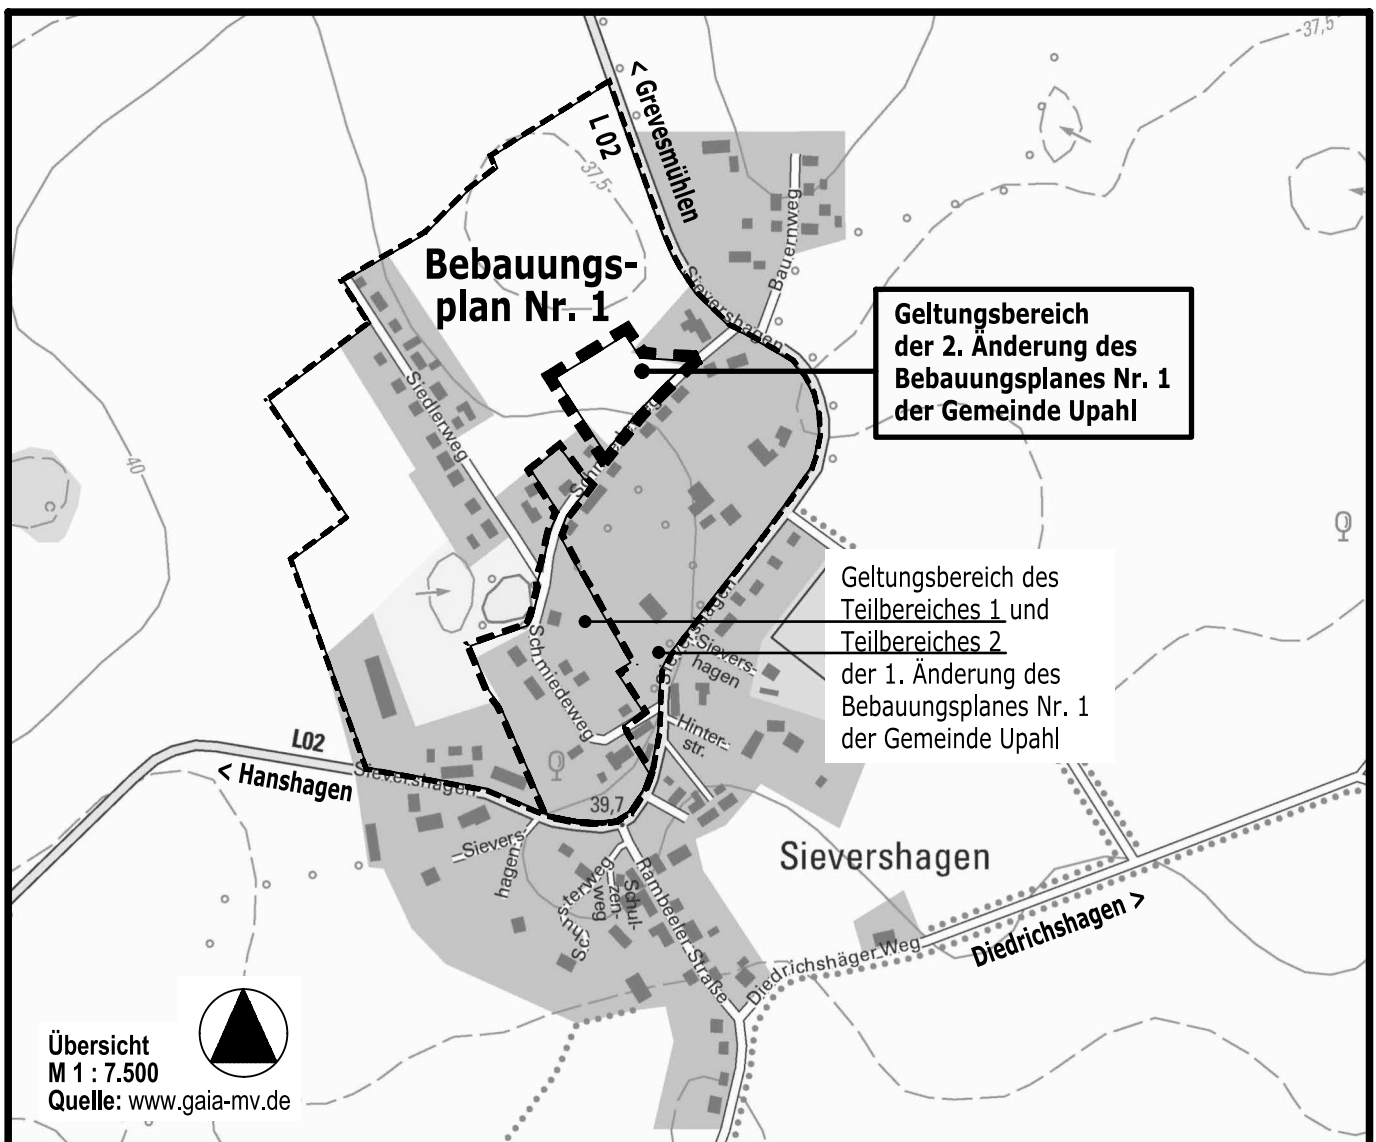 -37,5
< Grevesmühlen
L 02
-37,5-
Bauernweg
Bebauungs-
plan Nr. 1
Sievershagen
Geltungsbereich
der 2. Änderung des
Bebauungsplanes Nr. 1
der Gemeinde Upahl
Siedlerweg
40
Geltungsbereich des
Teilbereiches 1 und
Teilbereiches 2
der 1. Änderung des
Bebauungsplanes Nr. 1
der Gemeinde Upahl
Sievershagen
Sievers-
hagen
Schmiedeweg
Hinter-
str.
L02
< Hanshagen
Sievershagen
39,7
Sievers-
hagen
Sievershagen
Schul-
zen-
weg
Rambeeler Straße
Diedrichshäger Weg
Diedrichshagen >
Übersicht
M 1 : 7.500
Quelle: www.gaia-mv.de